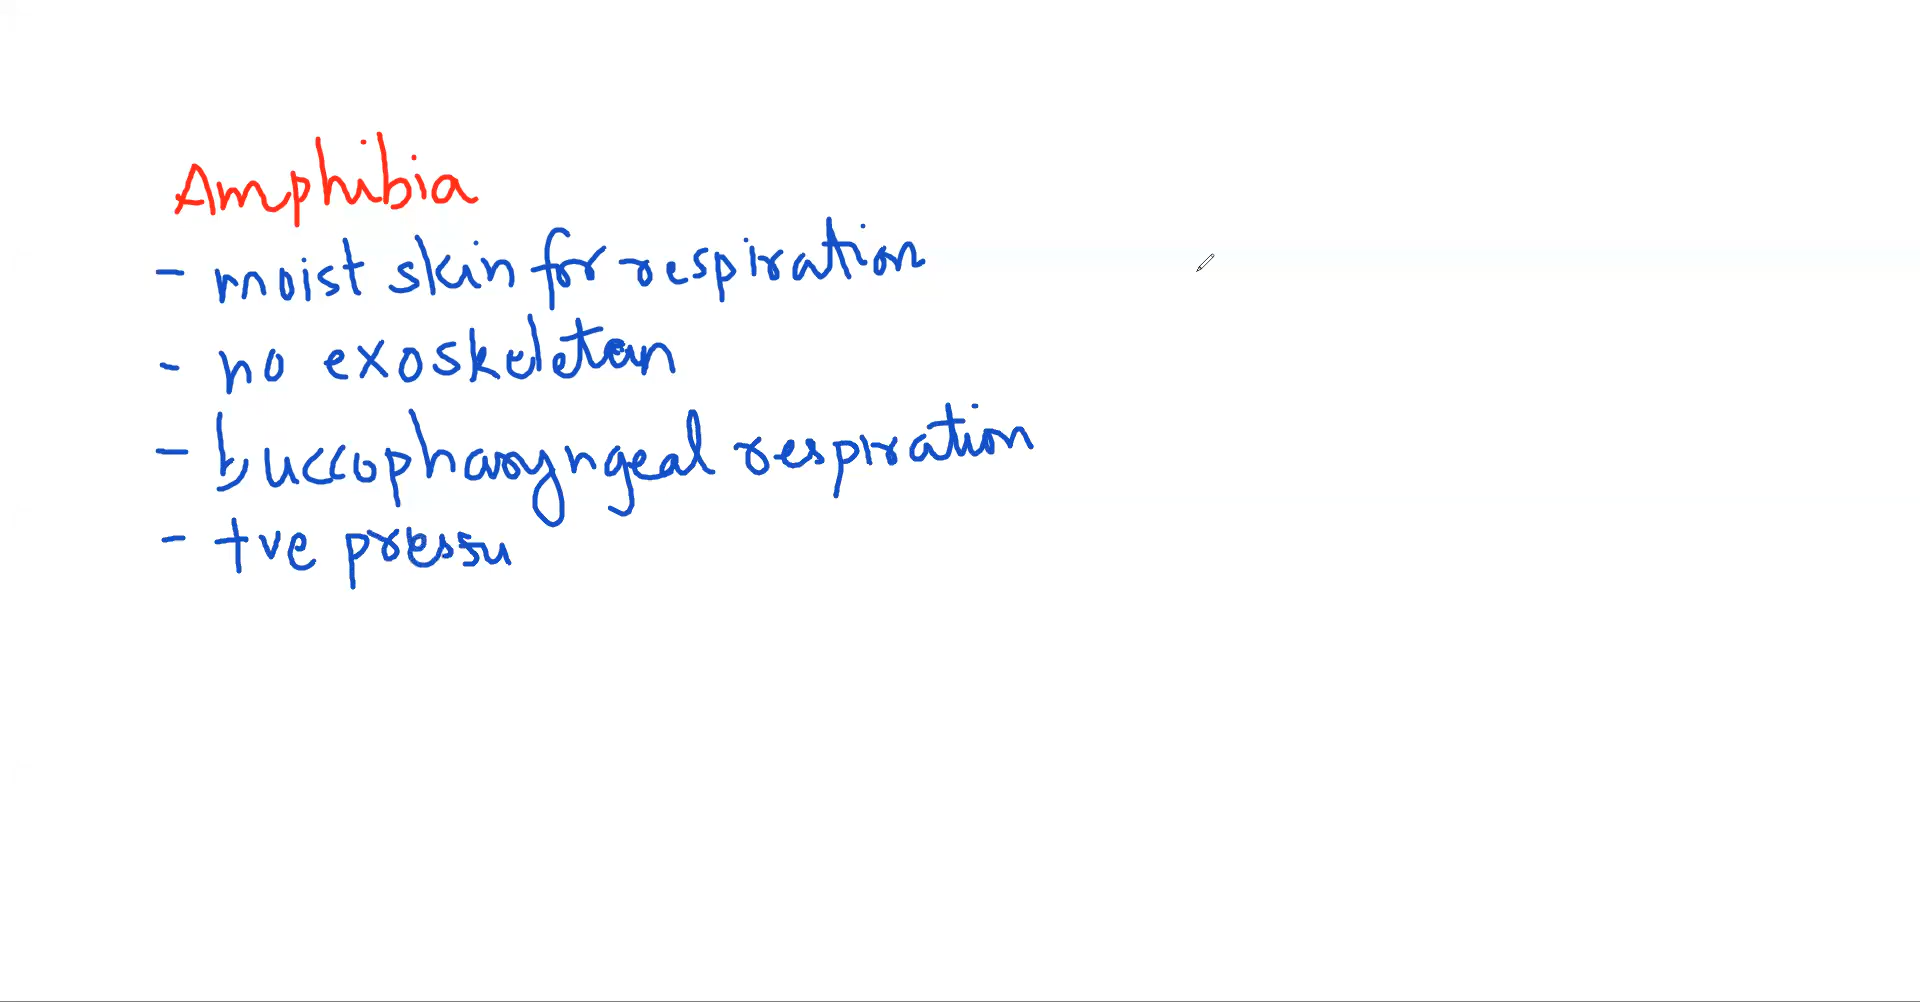 Amphibia
- moist skin for respiration
- no exoskeleton
- buccopharyngeal respiration
- +ve pressu